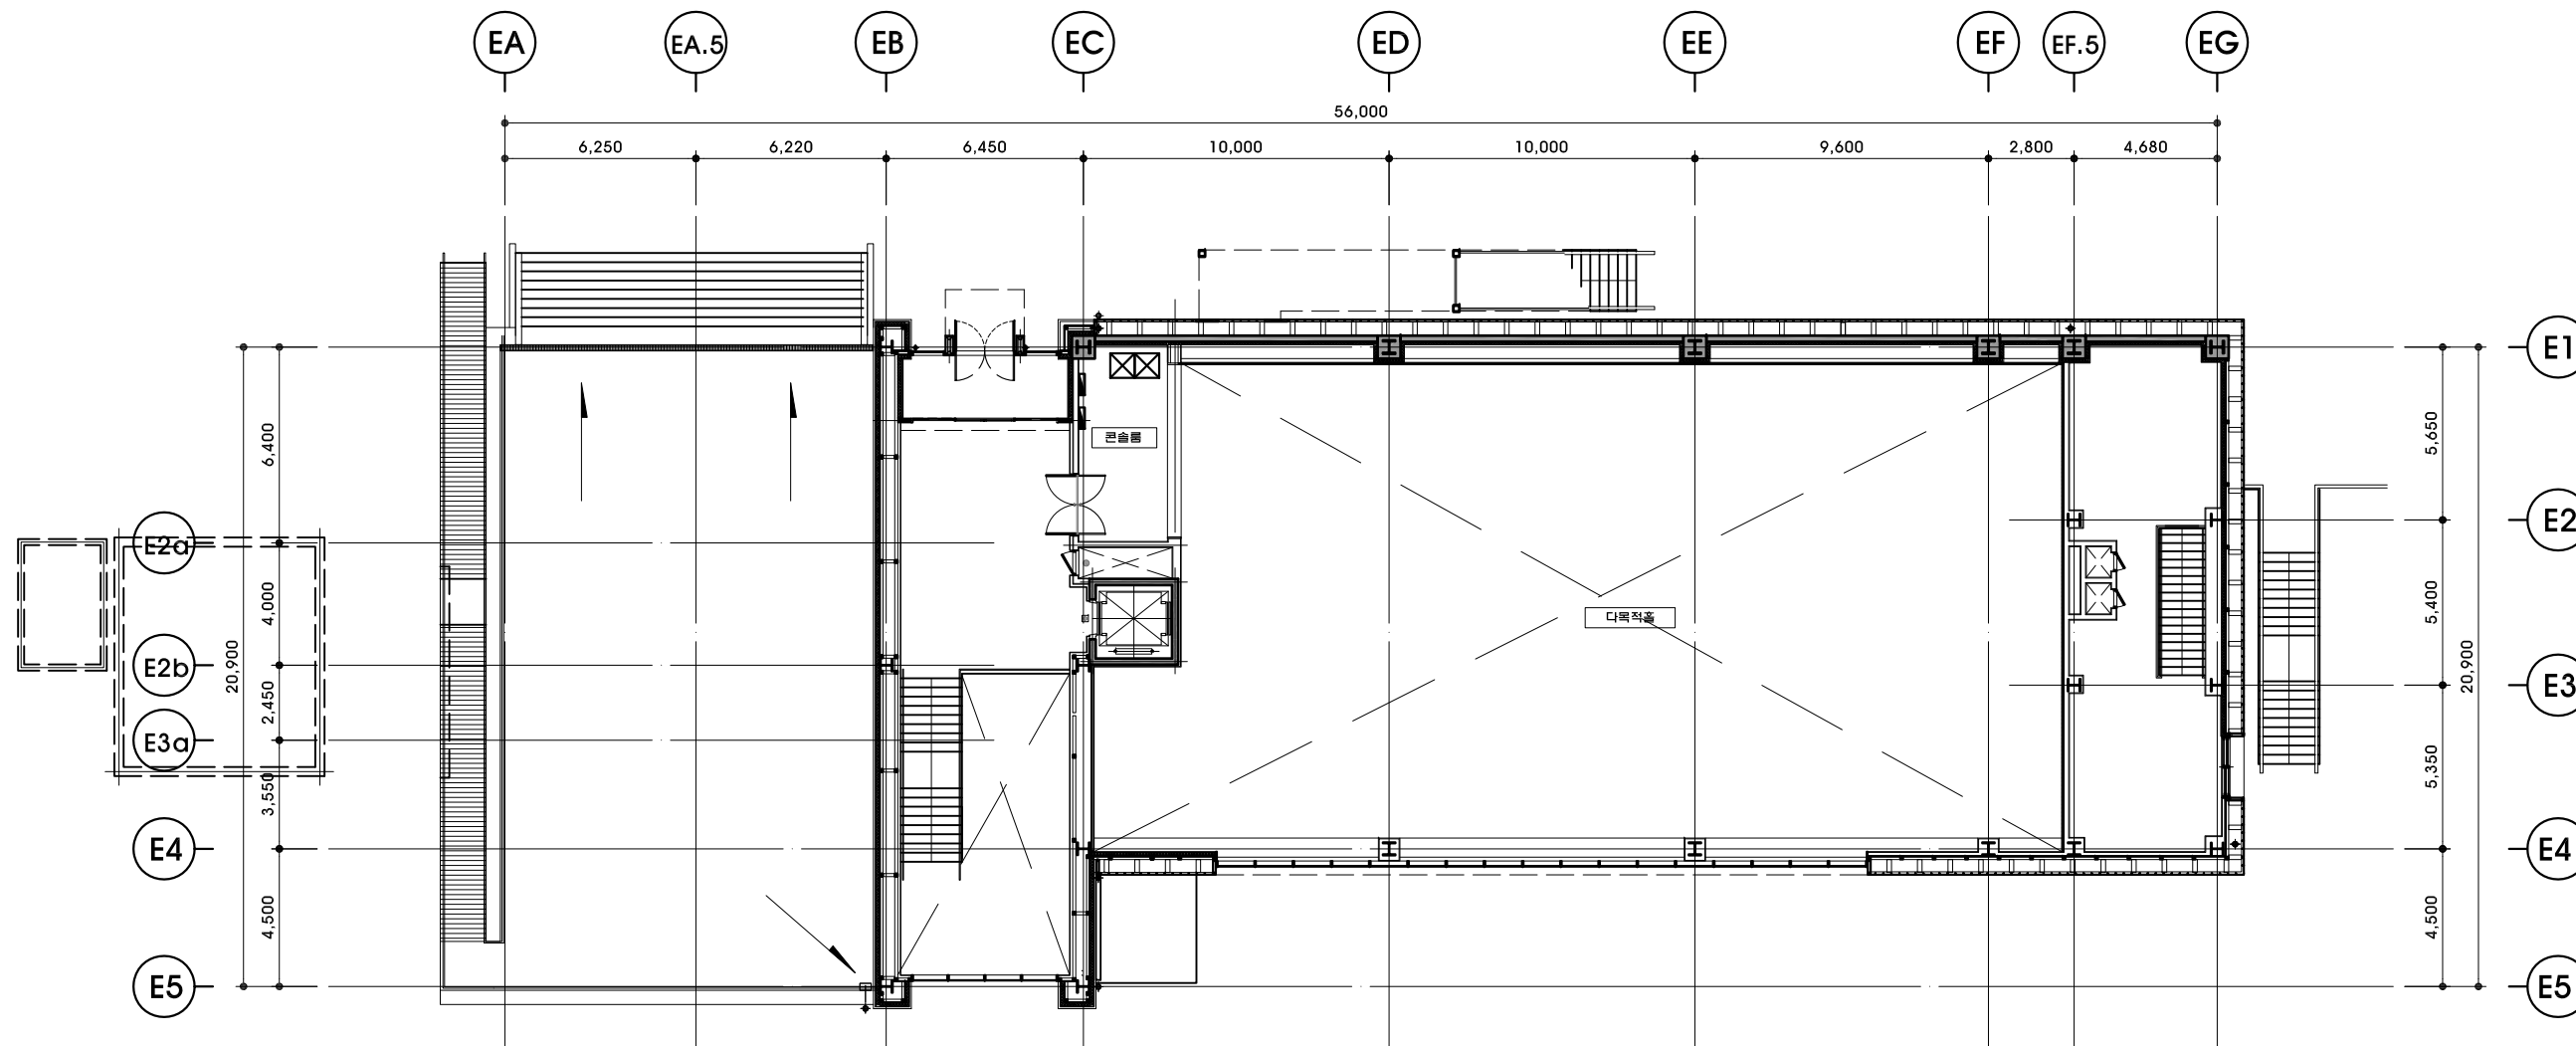 EA EA.5 EB EC ED EE EF EF.5 EG
56,000
6,250 6,220 6,450 10,000 10,000 9,600 2,800 4,680
E1
6,400 5,650
콘솔룸
E2
E2a
4,000 5,400
다목적홀
20,900 20,900
E2b
E3
2,450
E3a
3,550 5,350
E4 E4
4,500 4,500
E5 E5